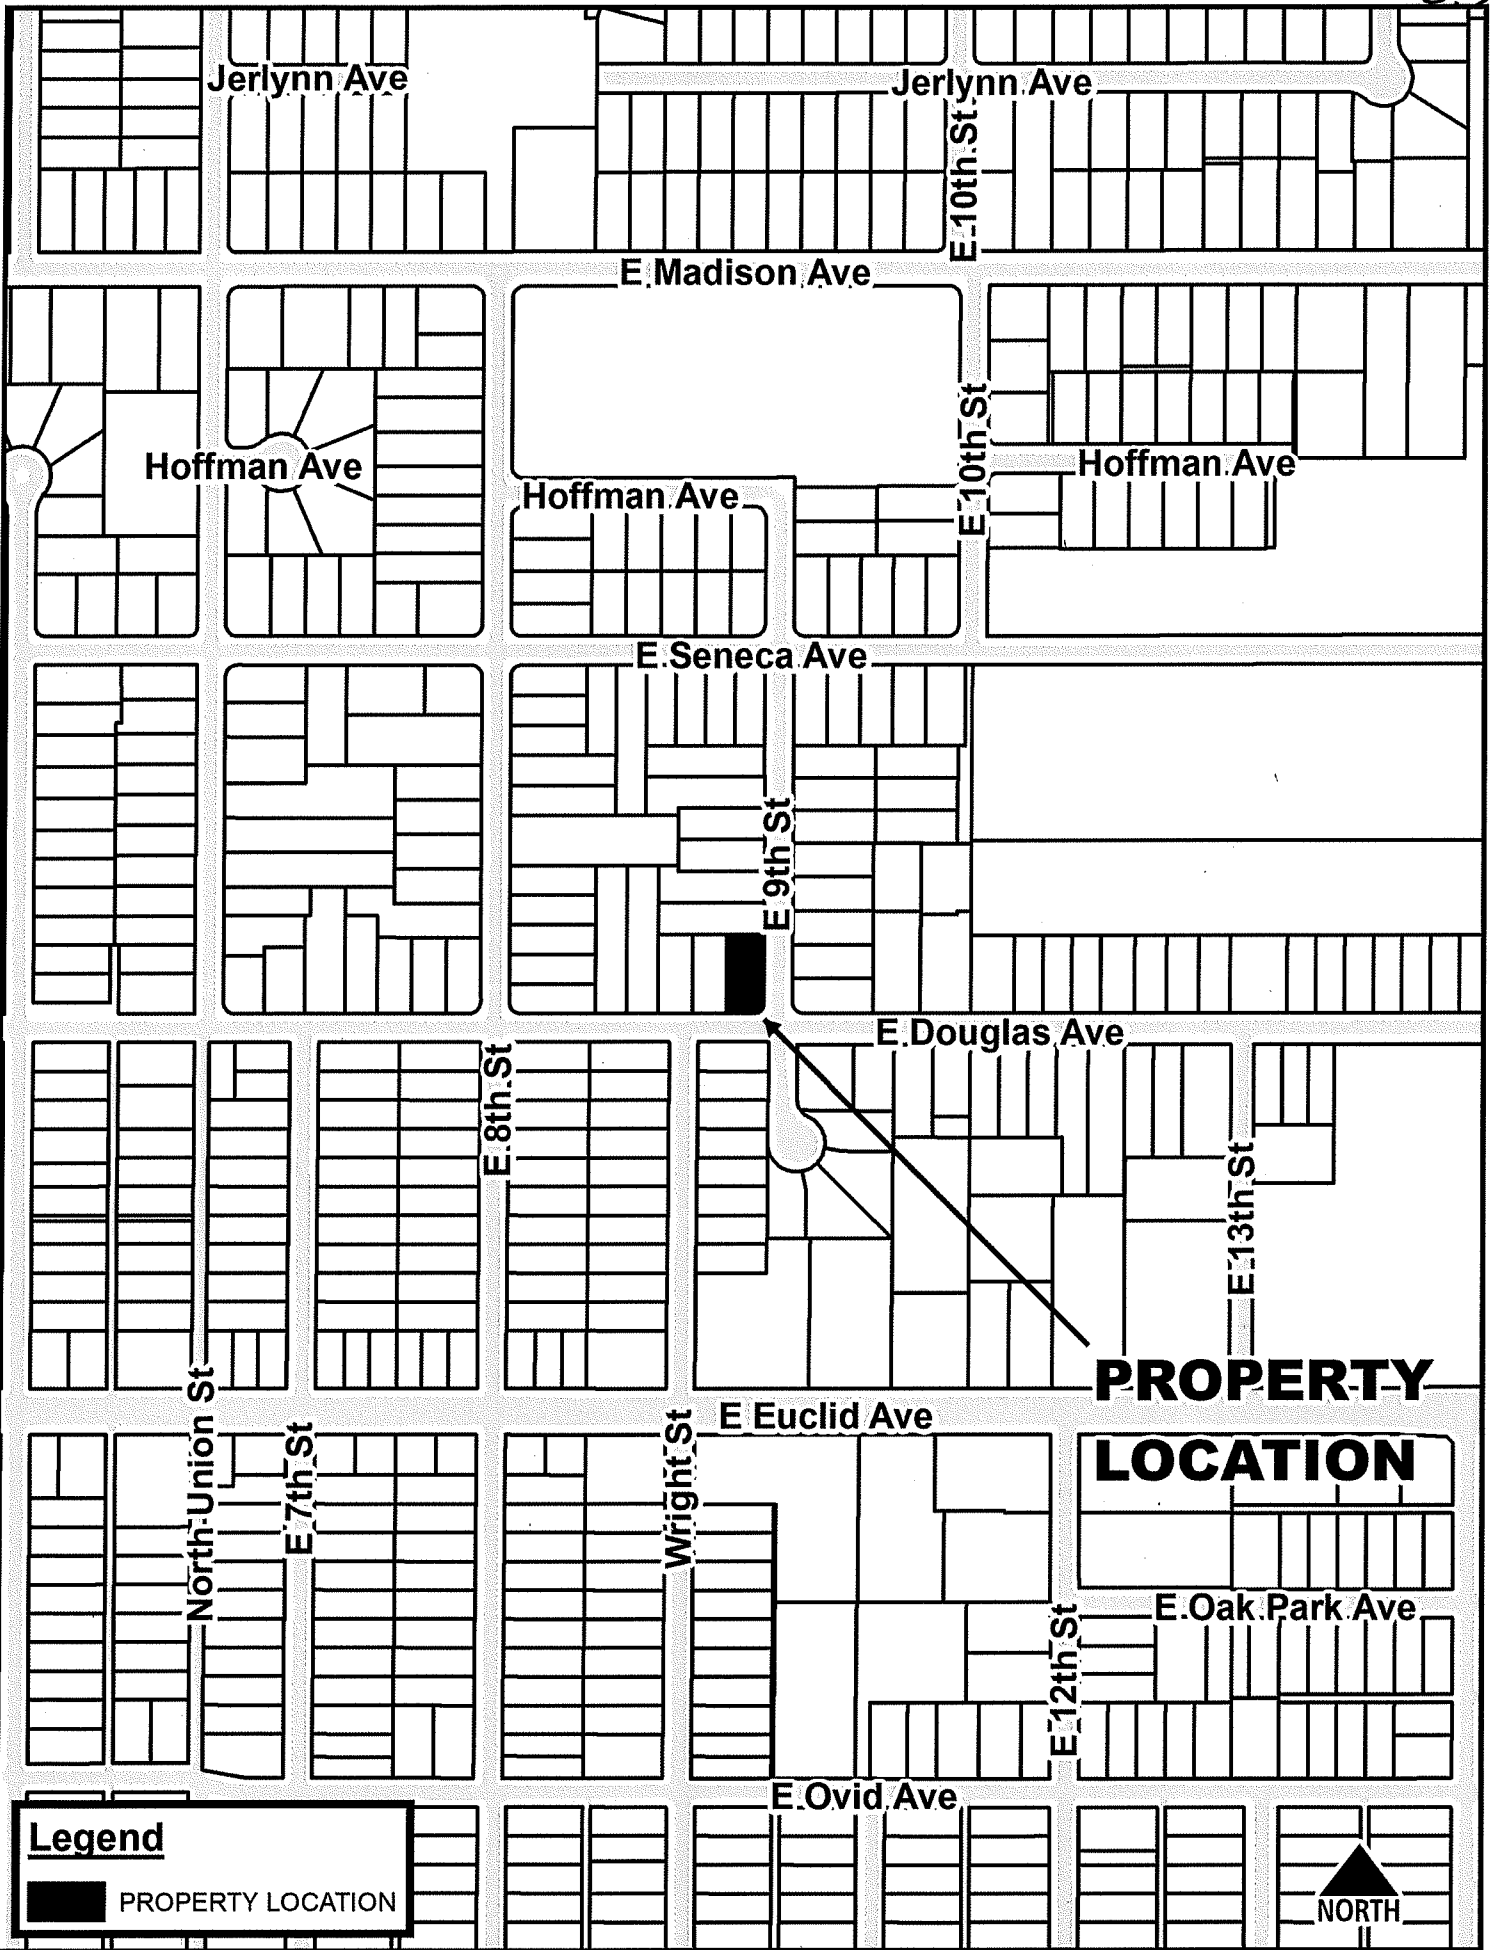 Jerlynn Ave
Jerlynn Ave
E 10th St
E Madison Ave
E 10th St
Hoffman Ave
Hoffman Ave
Hoffman Ave
E Seneca Ave
E 9th St
E Douglas Ave
E 8th St
E 13th St
PROPERTY
LOCATION
North Union St
E 7th St
Wright St
E Euclid Ave
E Oak Park Ave
E 12th St
E Ovid Ave
Legend
PROPERTY LOCATION
NORTH